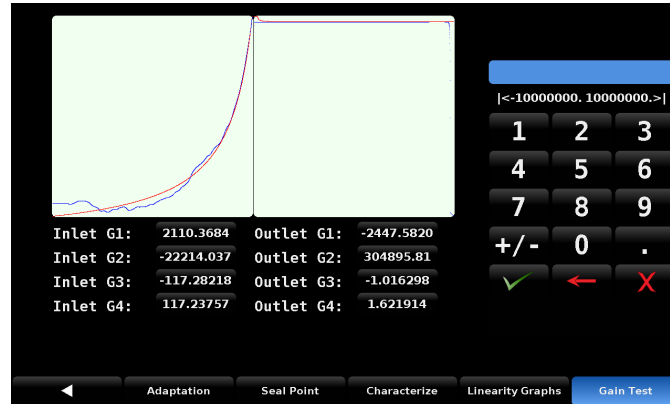 |<-10000000. 10000000.>|
1 2 3
4 5 6
7 8 9
+/- 0 .
Inlet G1: 2110.3684 Outlet G1: -2447.5820
Inlet G2: -22214.037 Outlet G2: 304895.81
Inlet G3: -117.28218 Outlet G3: -1.016298
Inlet G4: 117.23757 Outlet G4: 1.621914
Adaptation Seal Point Characterize Linearity Graphs Gain Test